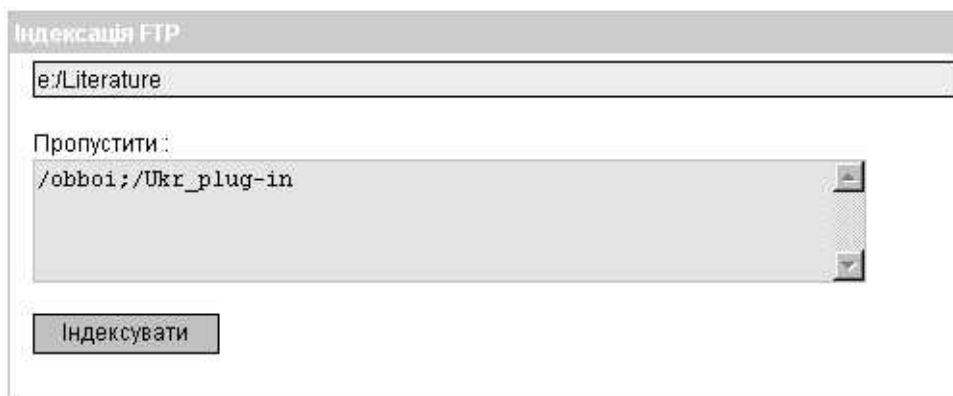 Індексація FTP
e:/Literature
Пропустити :
/obboi;/Ukr_plug-in
Індексувати